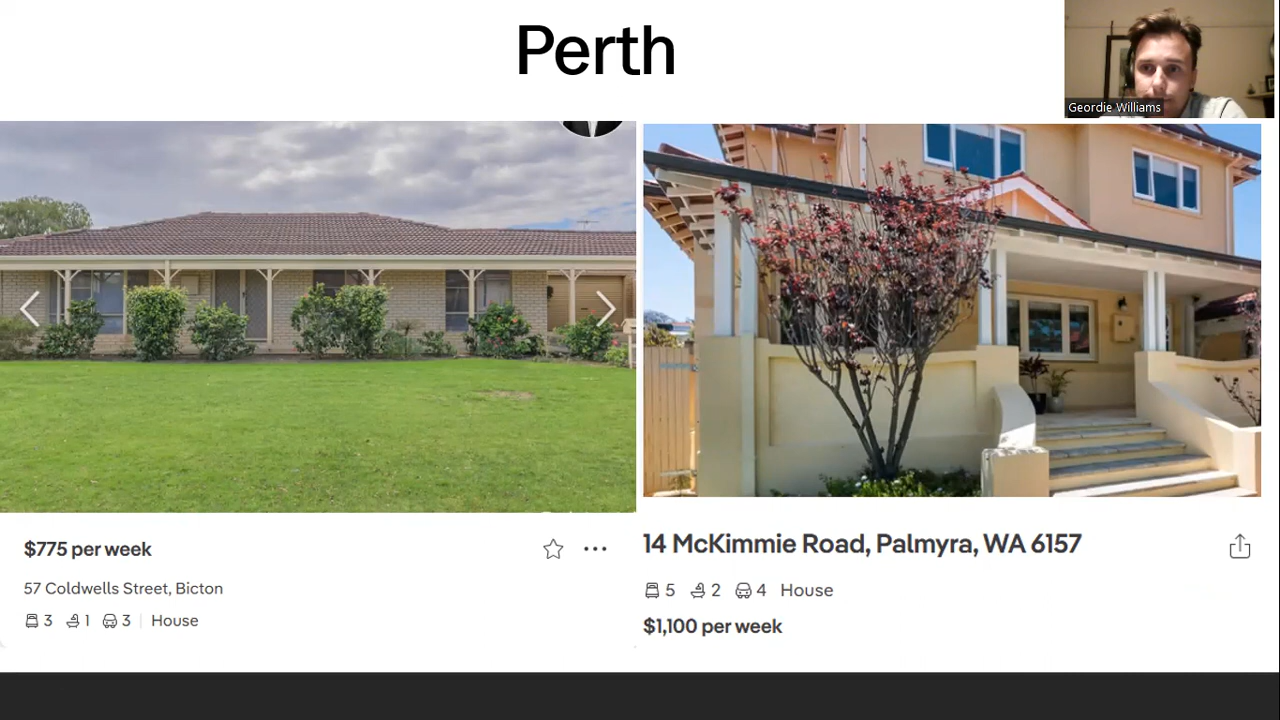 Perth
Geordie Williams
$775 per week
57 Coldwells Street, Bicton
3 1 3 House
14 McKimmie Road, Palmyra, WA 6157
5 2 4 House
$1,100 per week